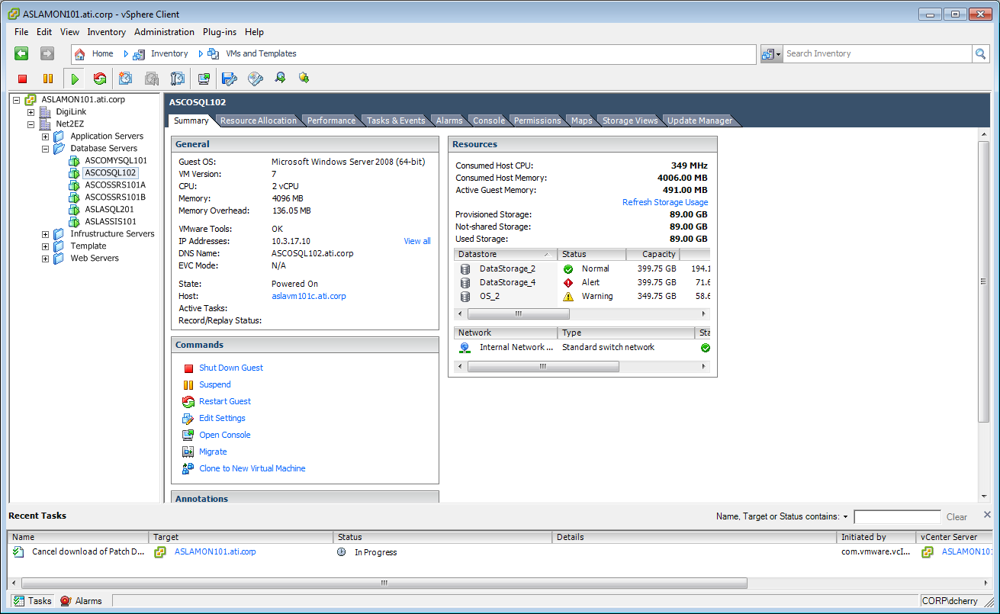 ASLAMON101.ati.corp - vSphere Client
File Edit View Inventory Administration Plug-ins Help
Home Inventory VMs and Templates Search Inventory
ASLAMON101.ati.corp
DigiLink
Net2EZ
Application Servers
Database Servers
ASCOMYSQL101
ASCOSQL102
ASCOSSRS101A
ASCOSSRS101B
ASLASQL201
ASLASSIS101
Infrustructure Servers
Template
Web Servers
ASCOSQL102
Summary Resource Allocation Performance Tasks & Events Alarms Console Permissions Maps Storage Views Update Manager
General
Guest OS: Microsoft Windows Server 2008 (64-bit)
VM Version: 7
CPU: 2 vCPU
Memory: 4096 MB
Memory Overhead: 136.05 MB
VMware Tools: OK
IP Addresses: 10.3.17.10 View all
DNS Name: ASCOSQL102.ati.corp
EVC Mode: N/A
State: Powered On
Host: aslavm101c.ati.corp
Active Tasks:
Record/Replay Status:
Commands
Shut Down Guest
Suspend
Restart Guest
Edit Settings
Open Console
Migrate
Clone to New Virtual Machine
Annotations
Resources
Consumed Host CPU: 349 MHz
Consumed Host Memory: 4006.00 MB
Active Guest Memory: 491.00 MB
Refresh Storage Usage
Provisioned Storage: 89.00 GB
Not-shared Storage: 89.00 GB
Used Storage: 89.00 GB
Datastore Status Capacity
DataStorage_2 Normal 399.75 GB 194.1
DataStorage_4 Alert 399.75 GB 71.6
OS_2 Warning 349.75 GB 58.6
Network Type Sta
Internal Network ... Standard switch network
Recent Tasks Name, Target or Status contains: Clear
Name Target Status Details Initiated by vCenter Server
Cancel download of Patch D... ASLAMON101.ati.corp In Progress com.vmware.vcI... ASLAMON101
Tasks Alarms CORP\dcherry